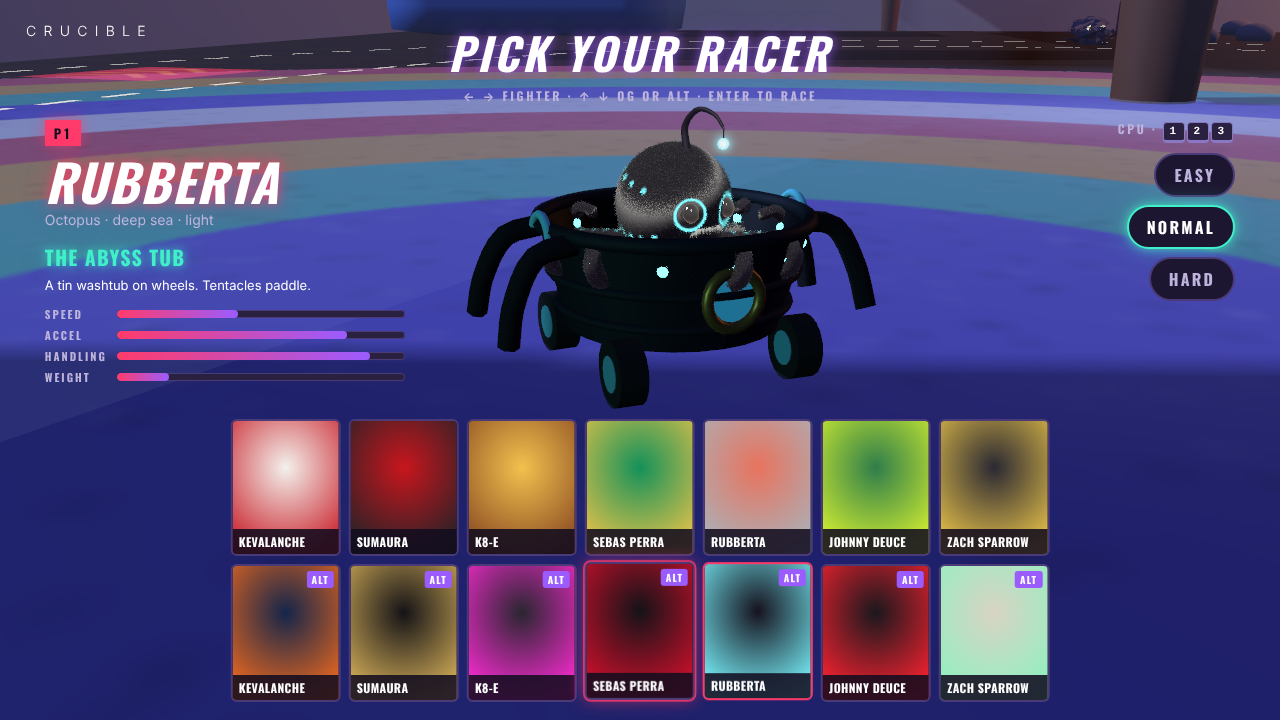 CRUCIBLE
PICK YOUR RACER
← → FIGHTER · ↑ ↓ OG OR ALT · ENTER TO RACE
P1
RUBBERTA
Octopus · deep sea · light
THE ABYSS TUB
A tin washtub on wheels. Tentacles paddle.
SPEED
ACCEL
HANDLING
WEIGHT
CPU · 1 2 3
EASY
NORMAL
HARD
KEVALANCHE
SUMAURA
K8-E
SEBAS PERRA
RUBBERTA
JOHNNY DEUCE
ZACH SPARROW
ALT
KEVALANCHE
ALT
SUMAURA
ALT
K8-E
ALT
SEBAS PERRA
ALT
RUBBERTA
ALT
JOHNNY DEUCE
ALT
ZACH SPARROW